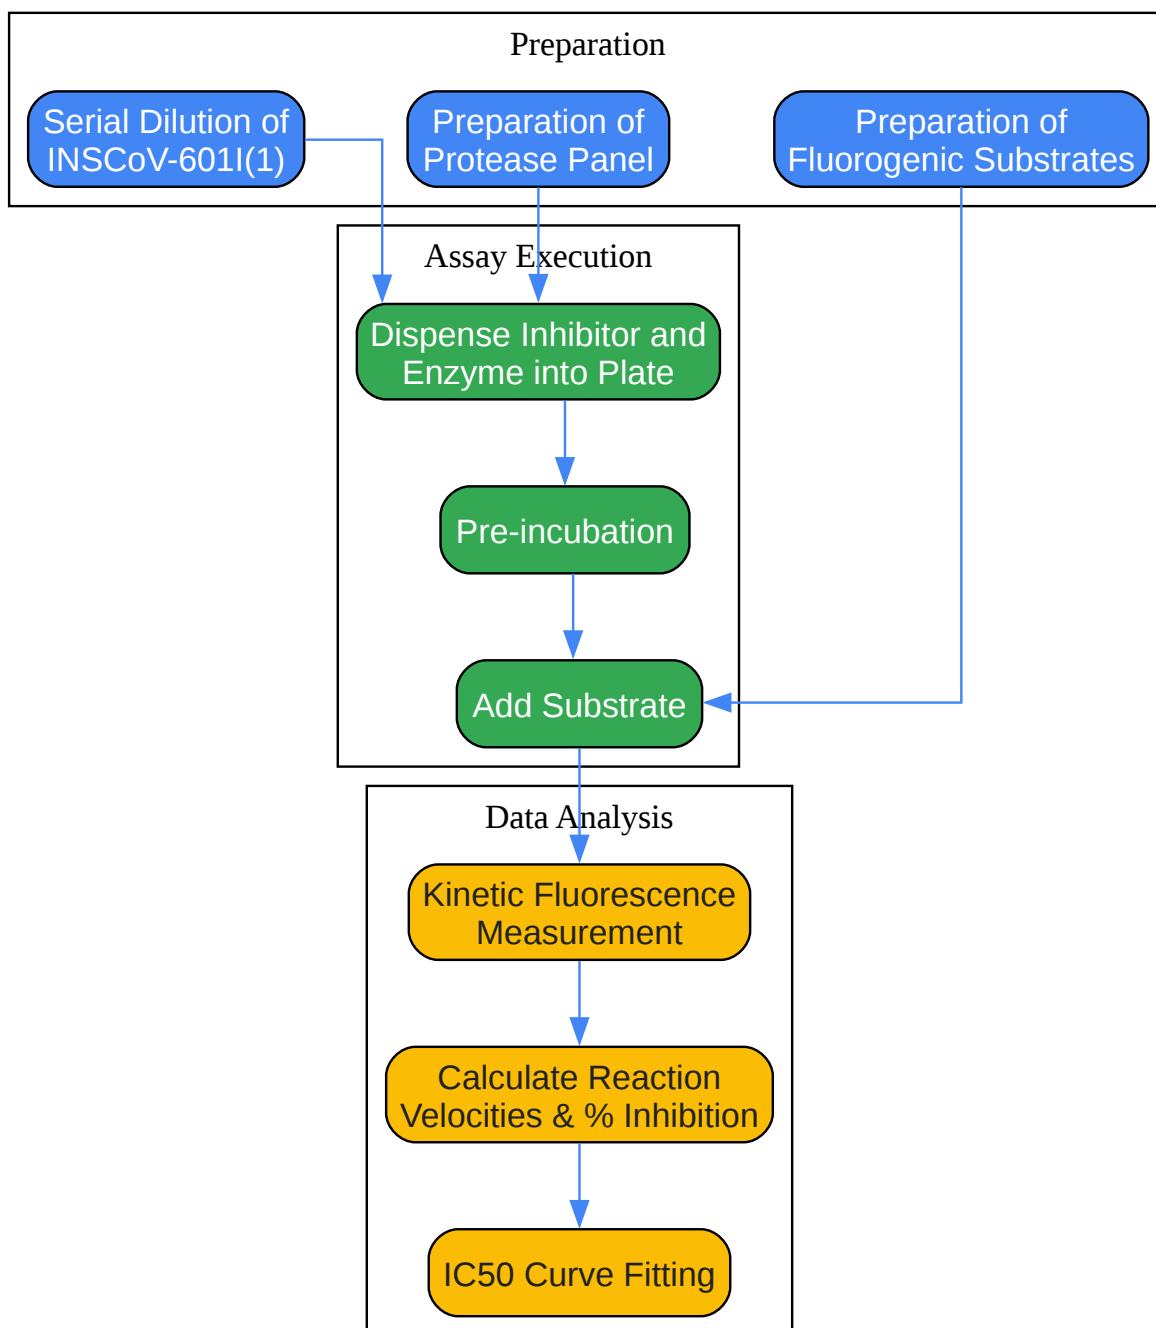 Preparation
Serial Dilution of
INSCoV-601I(1)
Preparation of
Protease Panel
Preparation of
Fluorogenic Substrates
Assay Execution
Dispense Inhibitor and
Enzyme into Plate
Pre-incubation
Add Substrate
Data Analysis
Kinetic Fluorescence
Measurement
Calculate Reaction
Velocities & % Inhibition
IC50 Curve Fitting